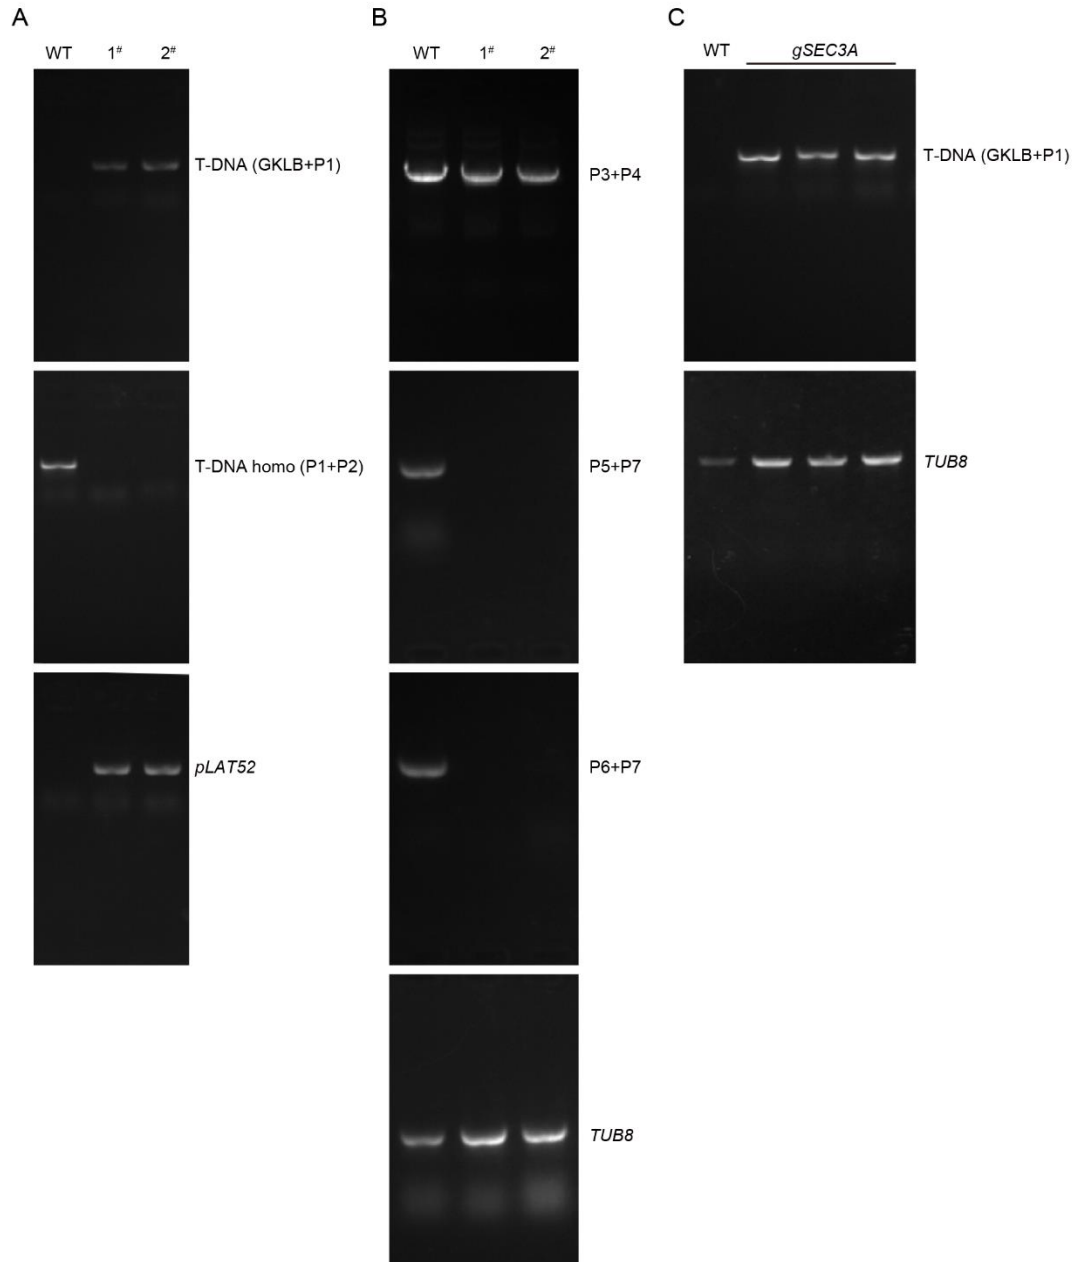 A
WT 1# 2#
T-DNA (GKLB+P1)
T-DNA homo (P1+P2)
pLAT52
B
WT 1# 2#
P3+P4
P5+P7
P6+P7
TUB8
C
WT gSEC3A
T-DNA (GKLB+P1)
TUB8